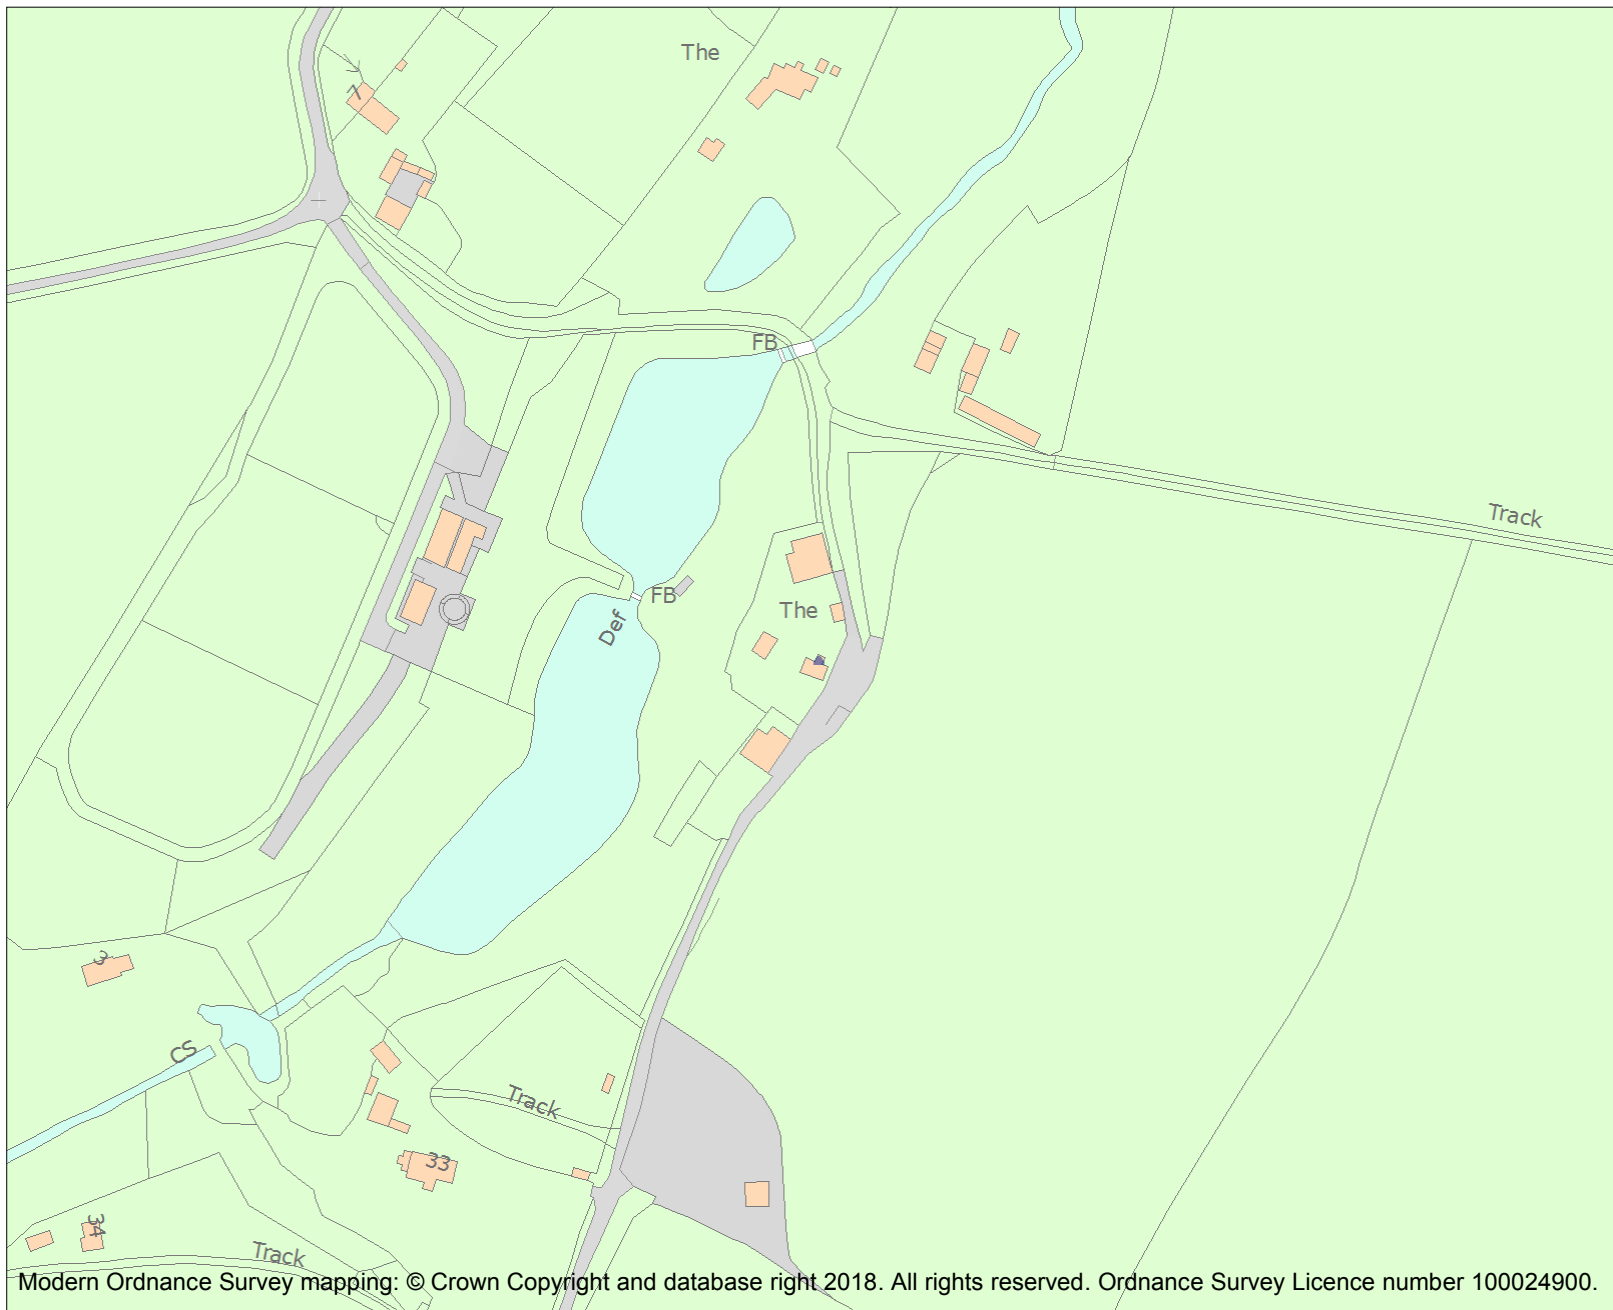 The
7
FB
Track
FB
The
Def
3
CS
Track
33
34
Track
Modern Ordnance Survey mapping: © Crown Copyright and database right 2018. All rights reserved. Ordnance Survey Licence number 100024900.